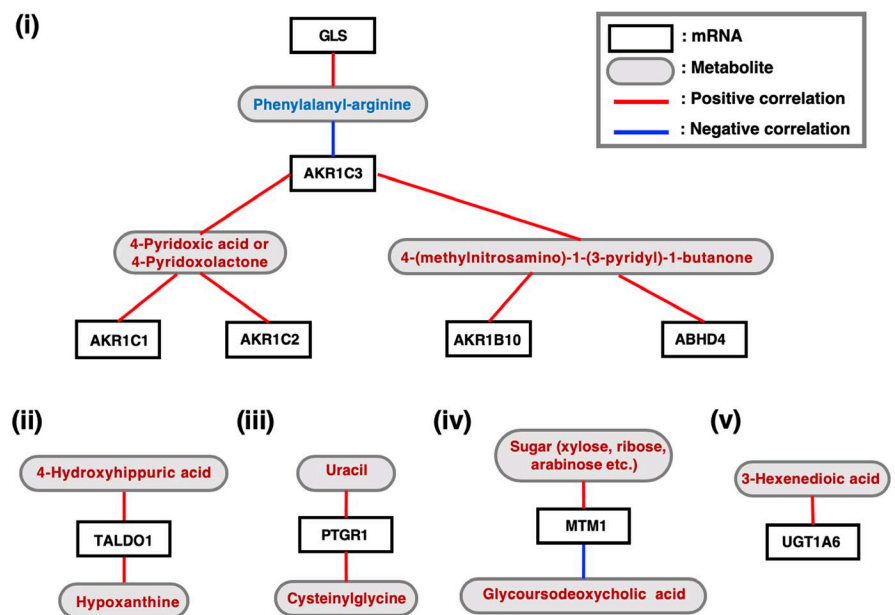 (i)
GLS
Phenylalanyl-arginine
AKR1C3
4-Pyridoxic acid or
4-Pyridoxolactone
4-(methylnitrosamino)-1-(3-pyridyl)-1-butanone
AKR1C1
AKR1C2
AKR1B10
ABHD4
: mRNA
: Metabolite
: Positive correlation
: Negative correlation
(ii)
4-Hydroxyhippuric acid
TALDO1
Hypoxanthine
(iii)
Uracil
PTGR1
Cysteinylglycine
(iv)
Sugar (xylose, ribose,
arabinose etc.)
MTM1
Glycoursodeoxycholic acid
(v)
3-Hexenedioic acid
UGT1A6